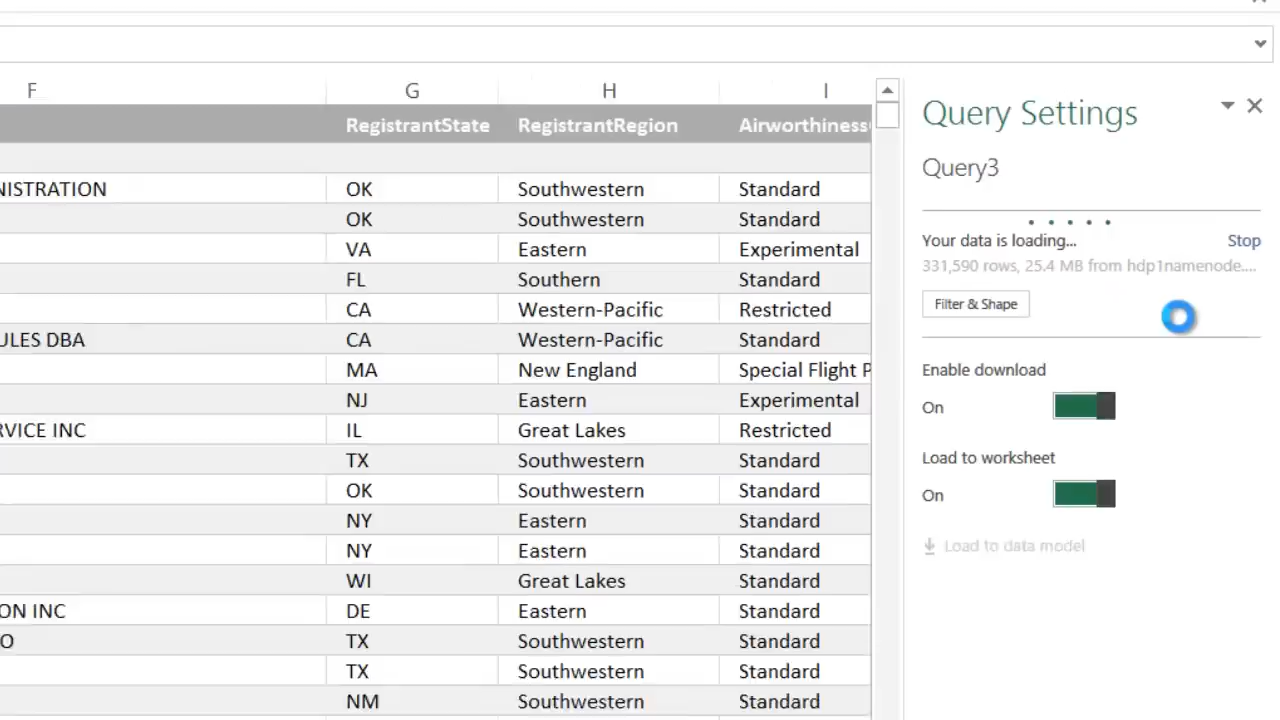 F G H I
RegistrantState RegistrantRegion Airworthiness
NISTRATION OK Southwestern Standard
OK Southwestern Standard
VA Eastern Experimental
FL Southern Standard
CA Western-Pacific Restricted
ULES DBA CA Western-Pacific Standard
MA New England Special Flight P
NJ Eastern Experimental
RVICE INC IL Great Lakes Restricted
TX Southwestern Standard
OK Southwestern Standard
NY Eastern Standard
NY Eastern Standard
WI Great Lakes Standard
ON INC DE Eastern Standard
O TX Southwestern Standard
TX Southwestern Standard
NM Southwestern Standard
Query Settings
Query3
Your data is loading... Stop
331,590 rows, 25.4 MB from hdp1namenode....
Filter & Shape
Enable download
On
Load to worksheet
On
Load to data model